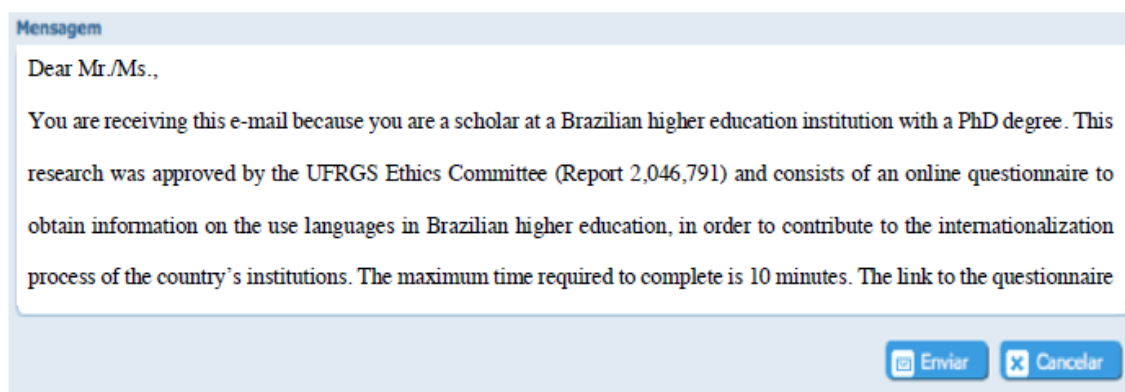 Mensagem
Dear Mr./Ms.,
You are receiving this e-mail because you are a scholar at a Brazilian higher education institution with a PhD degree. This
research was approved by the UFRGS Ethics Committee (Report 2,046,791) and consists of an online questionnaire to
obtain information on the use languages in Brazilian higher education, in order to contribute to the internationalization
process of the country’s institutions. The maximum time required to complete is 10 minutes. The link to the questionnaire
Enviar Cancelar